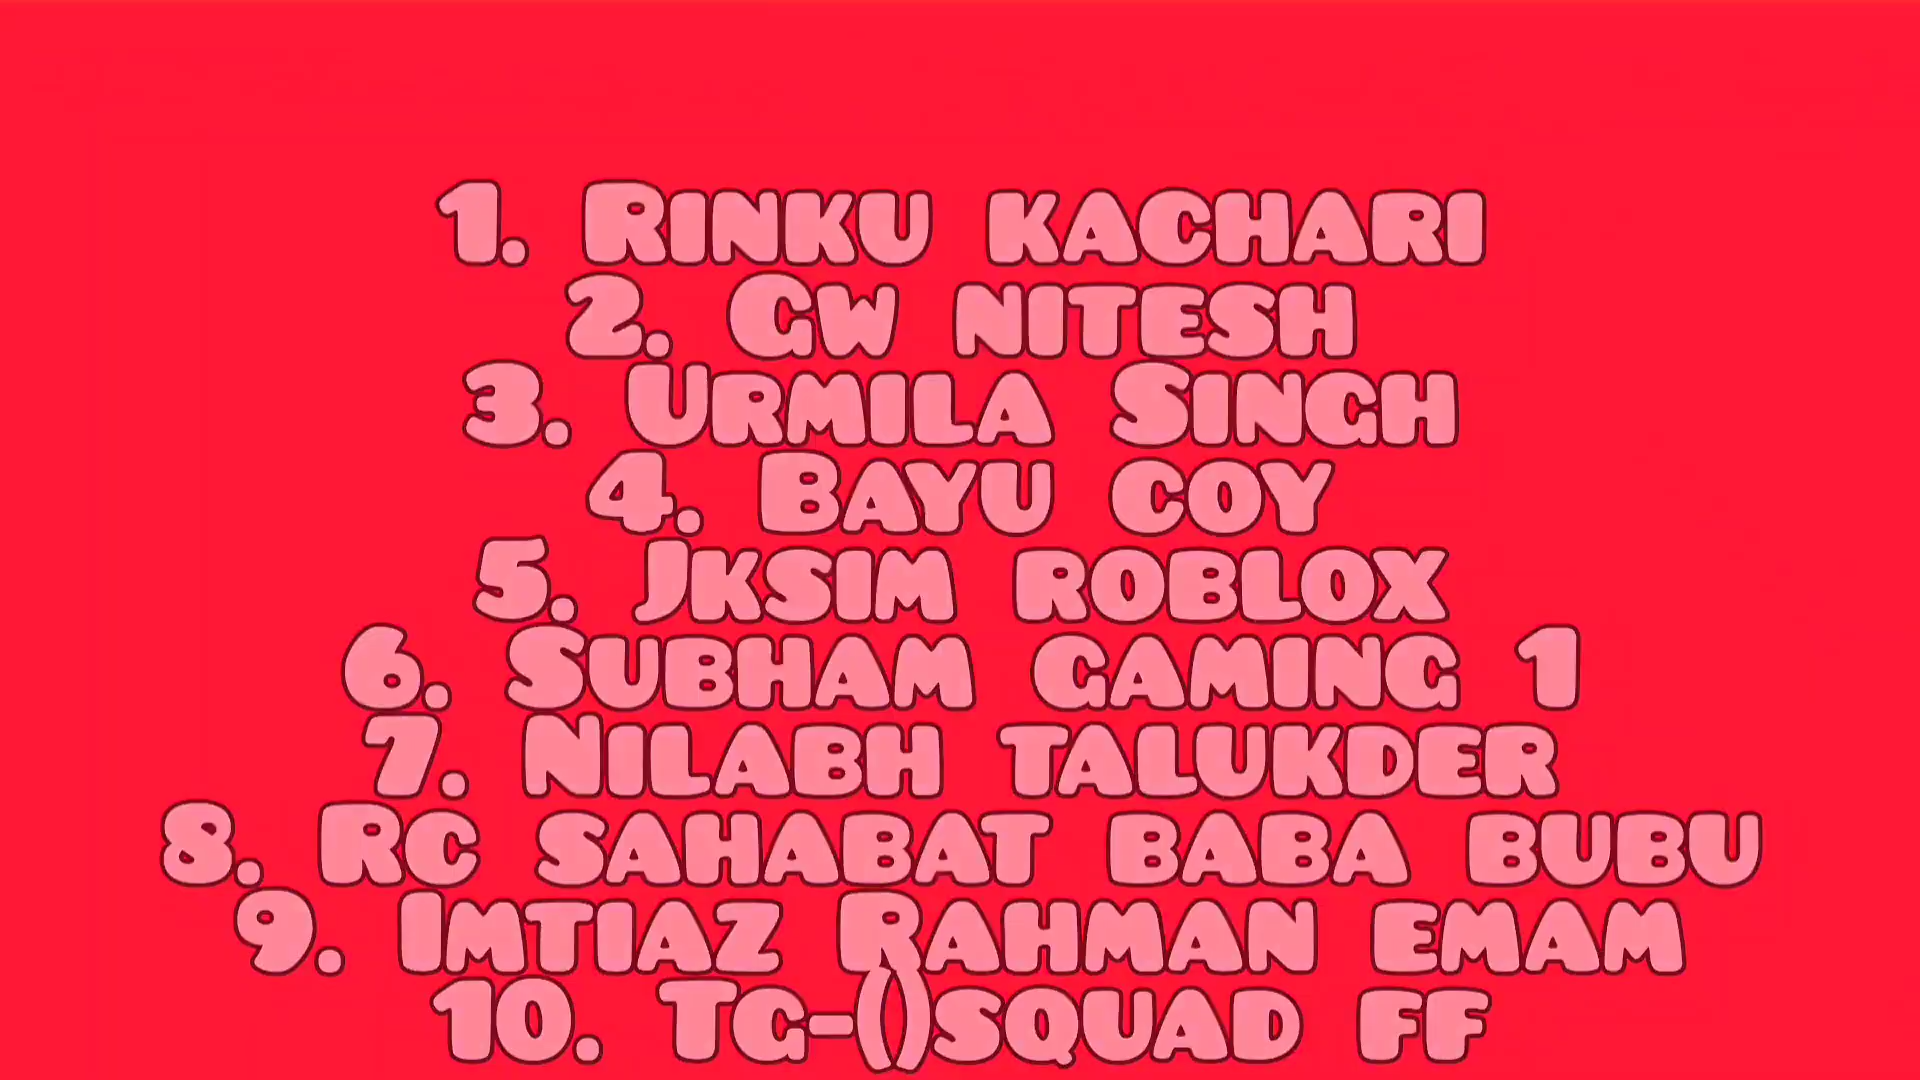 1. Rinku kachari
2. Gw nitesh
3. Urmila Singh
4. Bayu coy
5. Jksim roblox
6. Subham gaming 1
7. Nilabh talukder
8. Rc sahabat baba bubu
9. Imtiaz Rahman emam
10. Tg-()squad ff